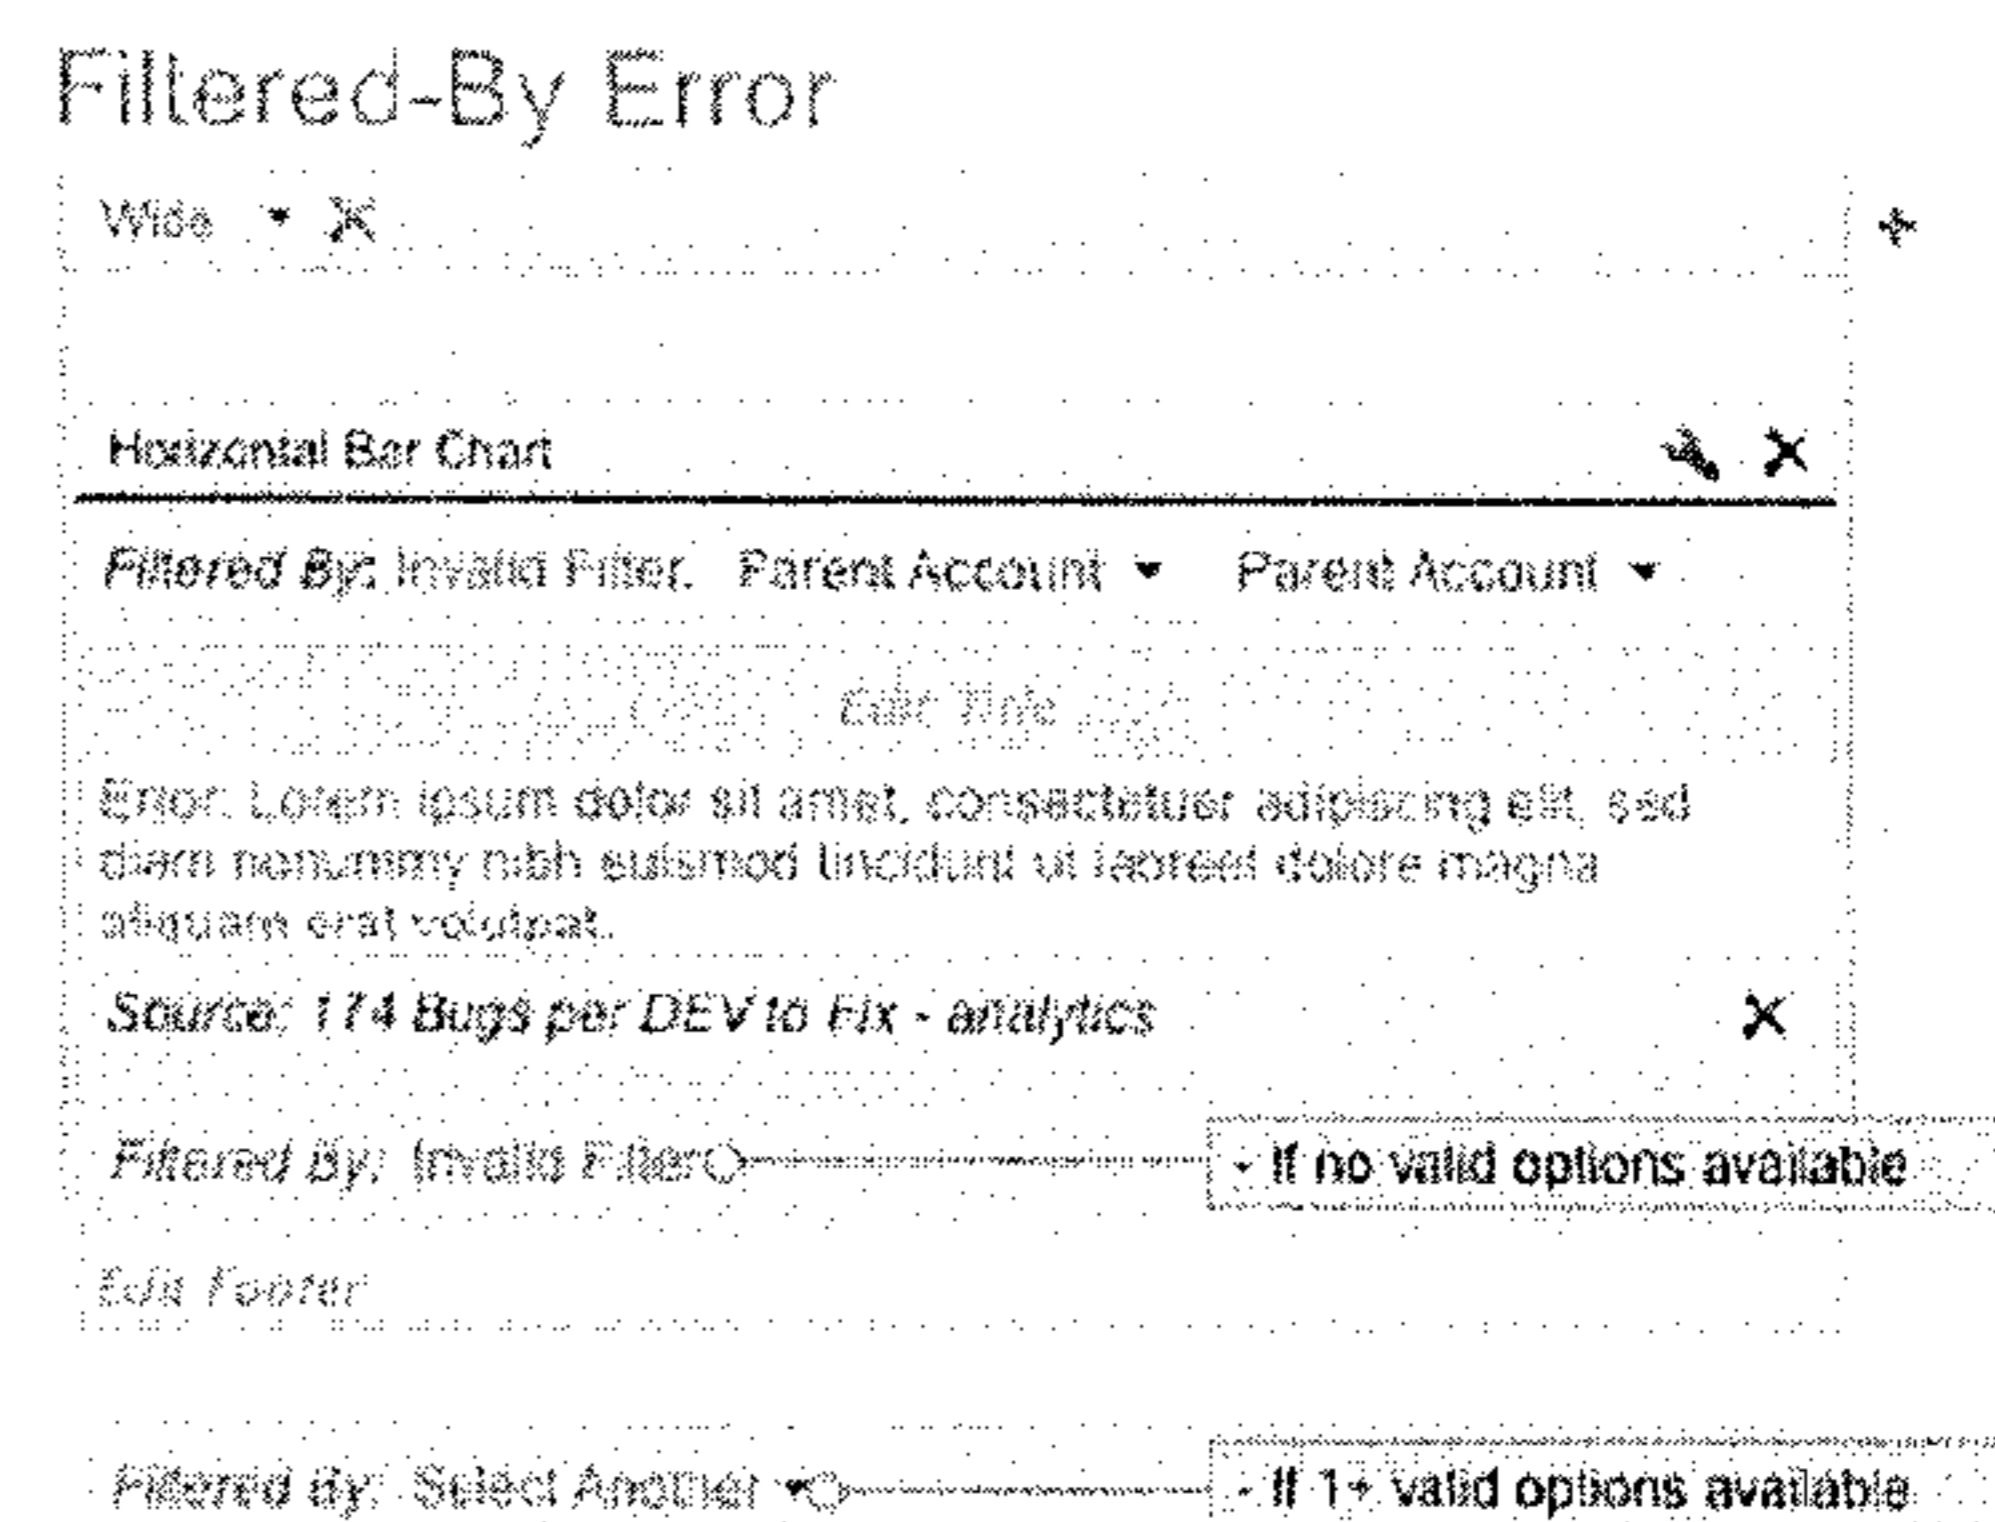 Filtered-By Error
Wide
Horizontal Bar Chart
Filtered By: Invalid Filter. Parent Account Parent Account
Edit Title
Error: Lorem ipsum dolor sit amet, consectetuer adipiscing elit, sed
diam nonummy nibh euismod tincidunt ut laoreet dolore magna
aliquam erat volutpat.
Source: 174 Bugs per DEV to Fix - analytics
Filtered By: Invalid Filter
- If no valid options available
Edit Footer
Filtered By: Select Another
- If 1+ valid options available